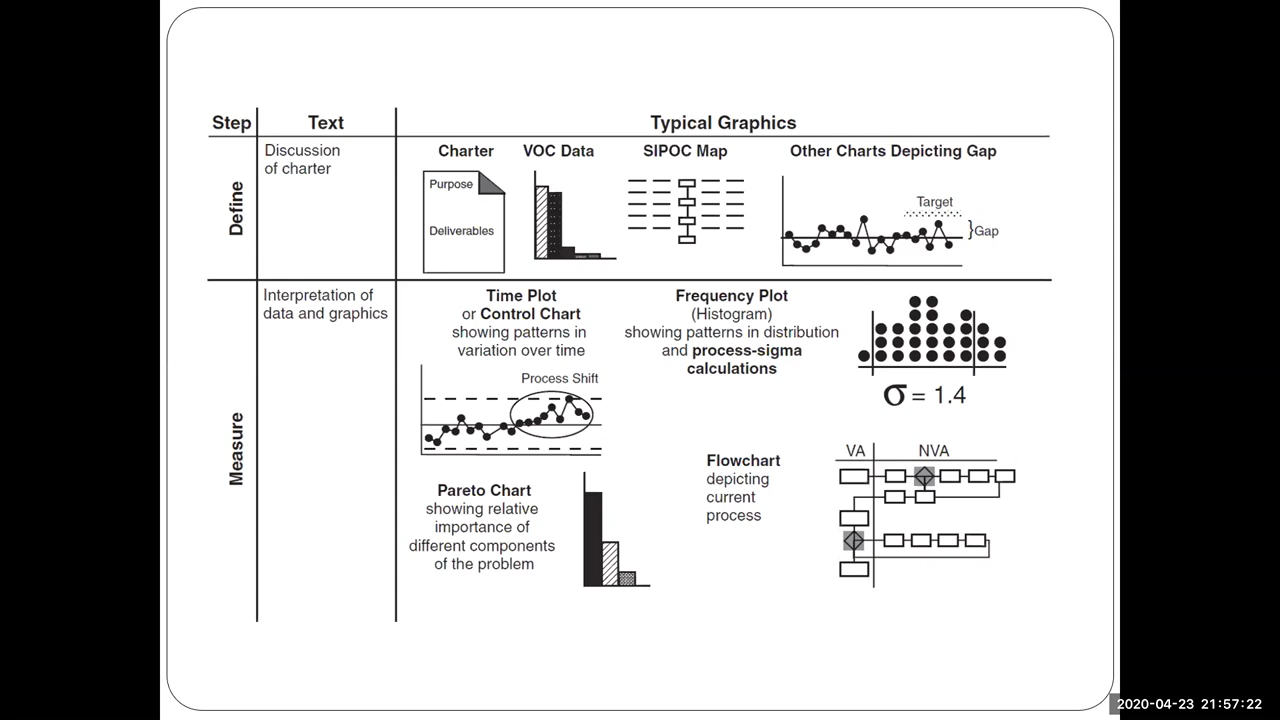 Step
Text
Typical Graphics
Define
Discussion
of charter
Charter
Purpose
Deliverables
VOC Data
SIPOC Map
Other Charts Depicting Gap
Target
Gap
Measure
Interpretation of
data and graphics
Time Plot
or Control Chart
showing patterns in
variation over time
Process Shift
Frequency Plot
(Histogram)
showing patterns in distribution
and process-sigma
calculations
σ = 1.4
Pareto Chart
showing relative
importance of
different components
of the problem
Flowchart
depicting
current
process
VA
NVA
2020-04-23 21:57:22